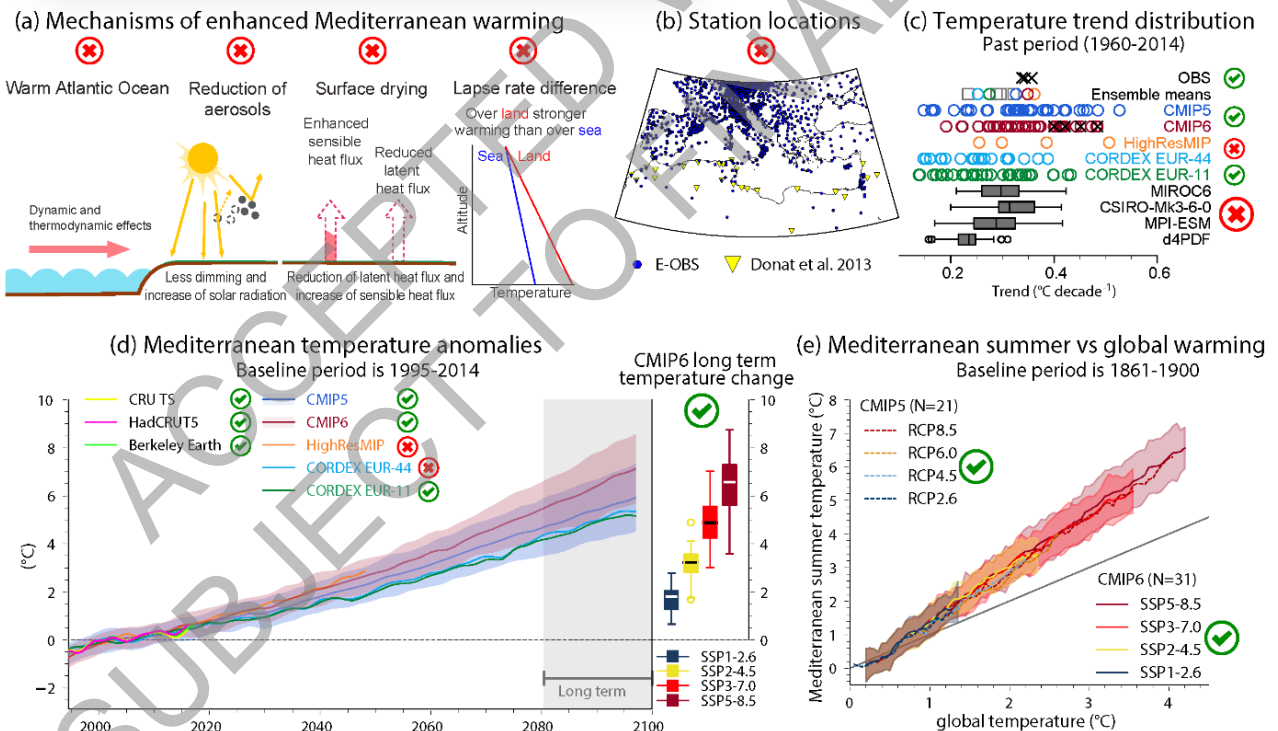 (a) Mechanisms of enhanced Mediterranean warming
Warm Atlantic Ocean
Reduction of
aerosols
Surface drying
Lapse rate difference
Dynamic and
thermodynamic effects
Less dimming and
increase of solar radiation
Enhanced
sensible
heat flux
Reduced
latent
heat flux
Reduction of latent heat flux and
increase of sensible heat flux
Over land stronger
warming than over sea
Sea
Land
Altitude
Temperature
(b) Station locations
E-OBS
Donat et al. 2013
(c) Temperature trend distribution
Past period (1960-2014)
OBS
Ensemble means
CMIP5
CMIP6
HighResMIP
CORDEX EUR-44
CORDEX EUR-11
MIROC6
CSIRO-Mk3-6-0
MPI-ESM
d4PDF
0.2 0.4 0.6
Trend (°C decade⁻¹)
(d) Mediterranean temperature anomalies
Baseline period is 1995-2014
CRU TS
HadCRUT5
Berkeley Earth
CMIP5
CMIP6
HighResMIP
CORDEX EUR-44
CORDEX EUR-11
10
8
6
4
2
0
−2
(°C)
Long term
2000 2020 2040 2060 2080 2100
CMIP6 long term
temperature change
10
8
6
4
2
0
SSP1-2.6
SSP2-4.5
SSP3-7.0
SSP5-8.5
(e) Mediterranean summer vs global warming
Baseline period is 1861-1900
Mediterranean summer temperature (°C)
8
7
6
5
4
3
2
1
0
CMIP5 (N=21)
RCP8.5
RCP6.0
RCP4.5
RCP2.6
CMIP6 (N=31)
SSP5-8.5
SSP3-7.0
SSP2-4.5
SSP1-2.6
0 1 2 3 4
global temperature (°C)
ACCEPTED
SUBJECT TO